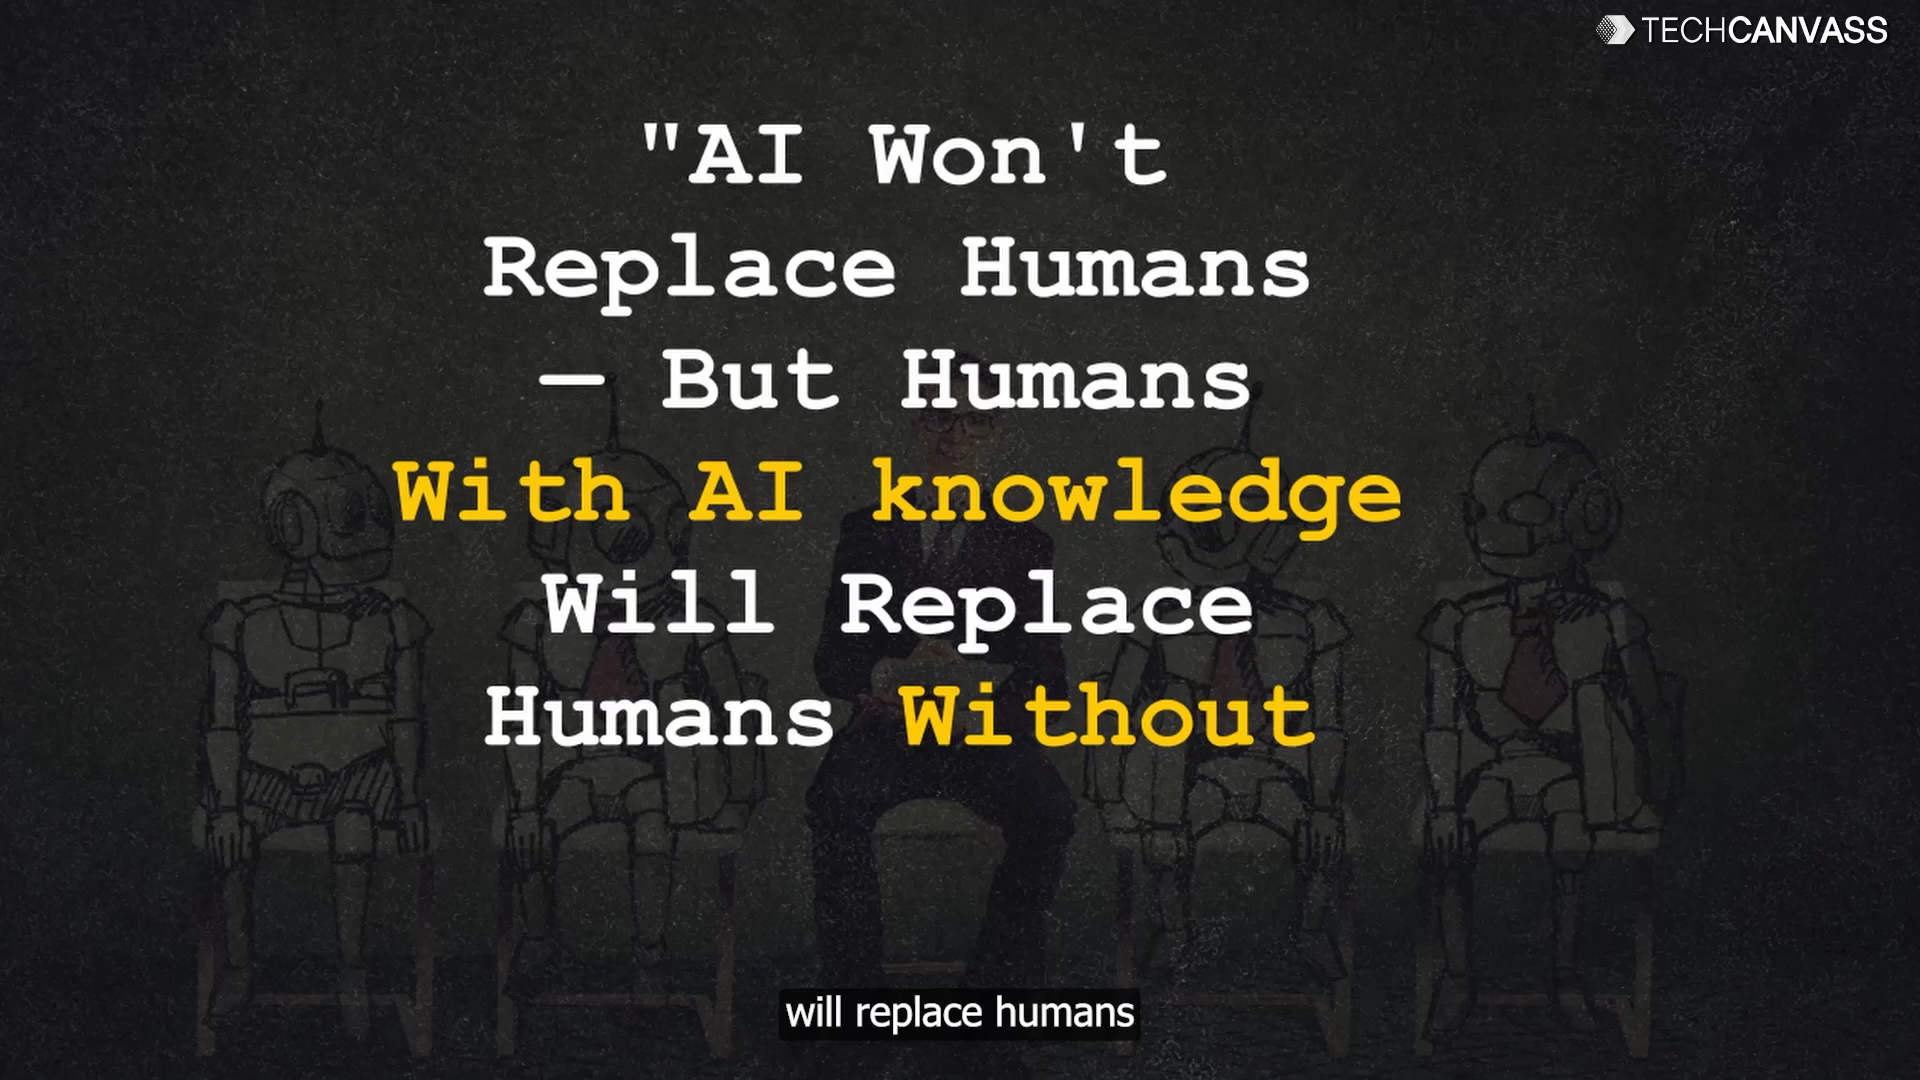 TECHCANVASS
"AI Won't
Replace Humans
— But Humans
With AI knowledge
Will Replace
Humans Without
will replace humans